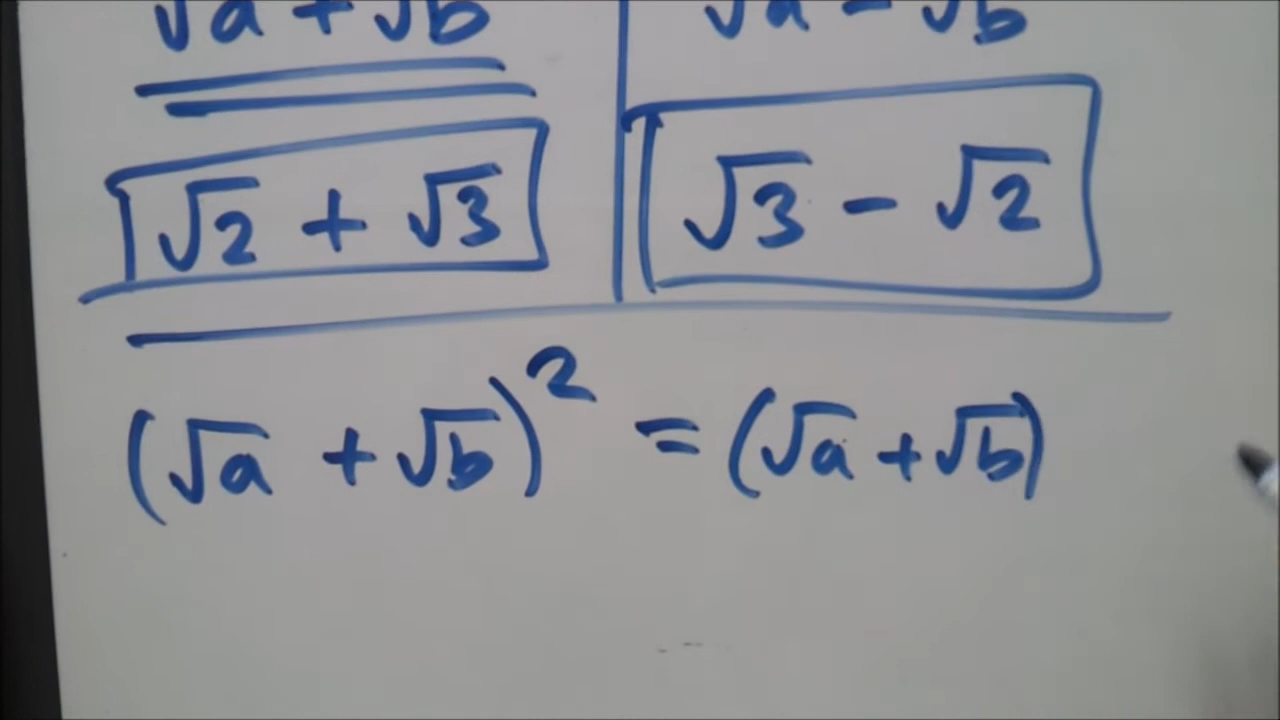 √a + √b √a - √b
√2 + √3 √3 - √2
(√a + √b)² = (√a + √b)